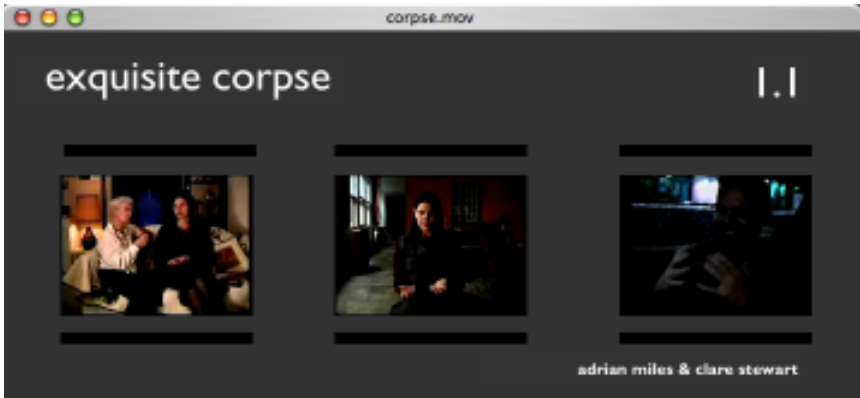 corpse.mov
exquisite corpse
1.1
adrian miles & clare stewart